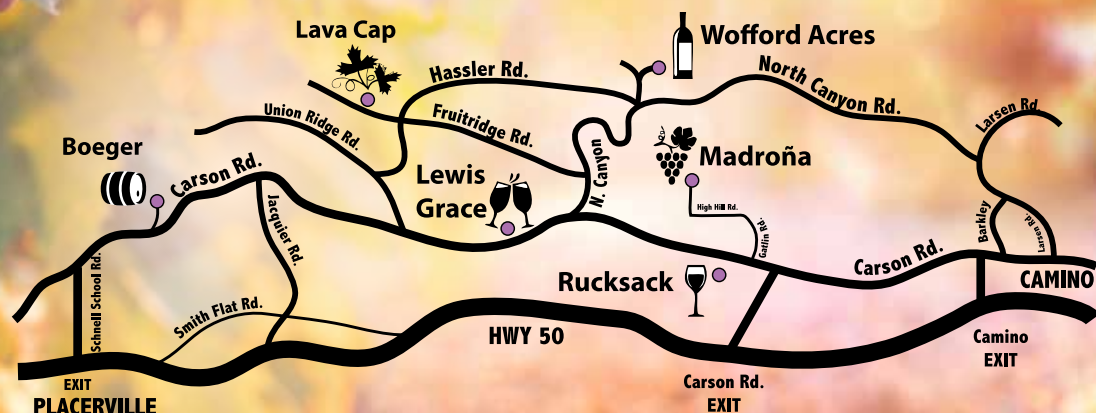 Lava Cap
Wofford Acres
Hassler Rd.
North Canyon Rd.
Larsen Rd.
Union Ridge Rd.
Fruitridge Rd.
Boeger
Carson Rd.
Lewis
Grace
N. Canyon
Madroña
High Hill Rd.
Gatlin Rd.
Jacquier Rd.
Barkley
Larsen Rd.
Carson Rd.
CAMINO
Schnell School Rd.
Smith Flat Rd.
Rucksack
HWY 50
Camino
EXIT
Carson Rd.
EXIT
EXIT
PLACERVILLE